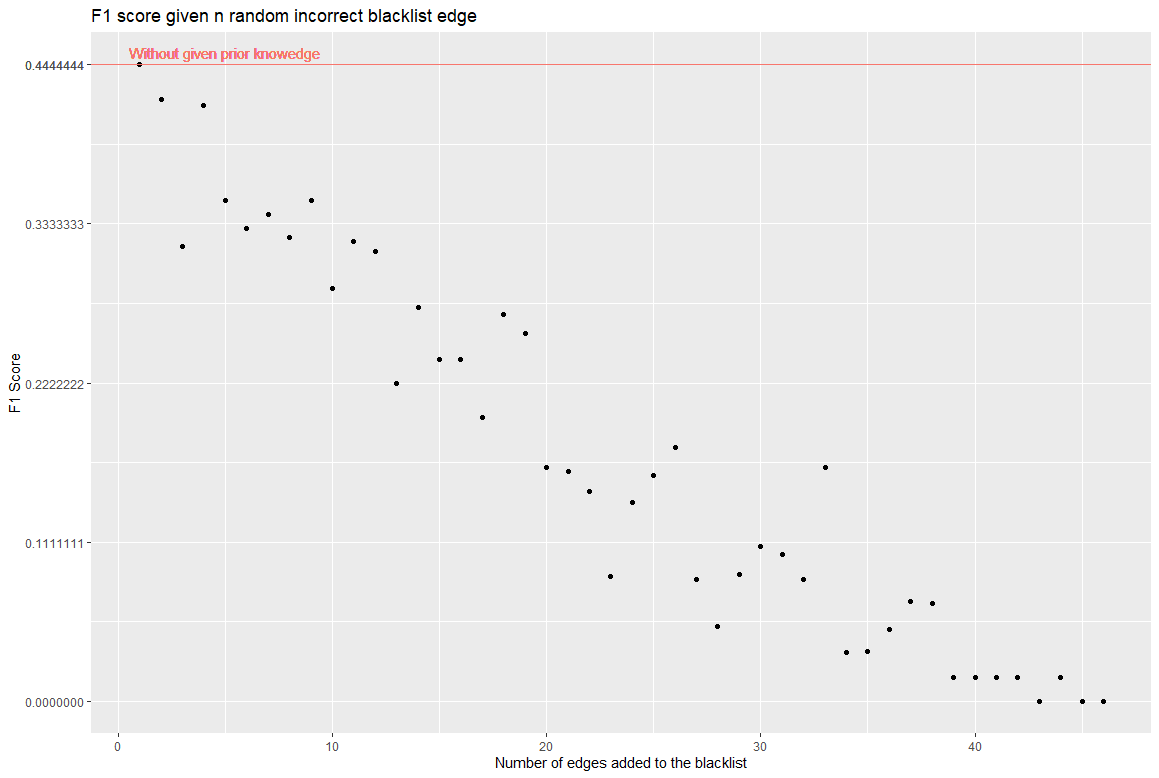 F1 score given n random incorrect blacklist edge
Without given prior knowedge
0.4444444
0.3333333
0.2222222
0.1111111
0.0000000
F1 Score
0 10 20 30 40
Number of edges added to the blacklist